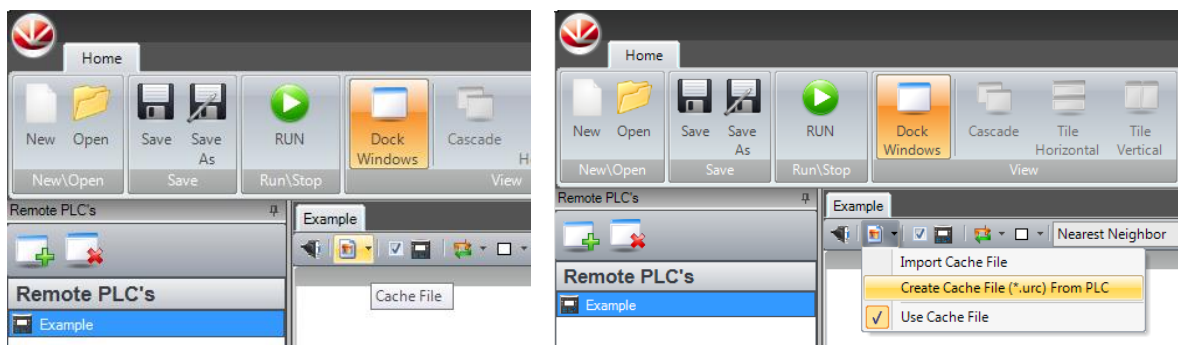 Home
New
Open
Save
Save As
RUN
Dock Windows
Cascade
New\Open
Save
Run\Stop
View
Remote PLC's
Example
Cache File
Remote PLC's
Example
Home
New
Open
Save
Save As
RUN
Dock Windows
Cascade
Tile Horizontal
Tile Vertical
New\Open
Save
Run\Stop
View
Remote PLC's
Example
Nearest Neighbor
Import Cache File
Remote PLC's
Create Cache File (*.urc) From PLC
Example
Use Cache File